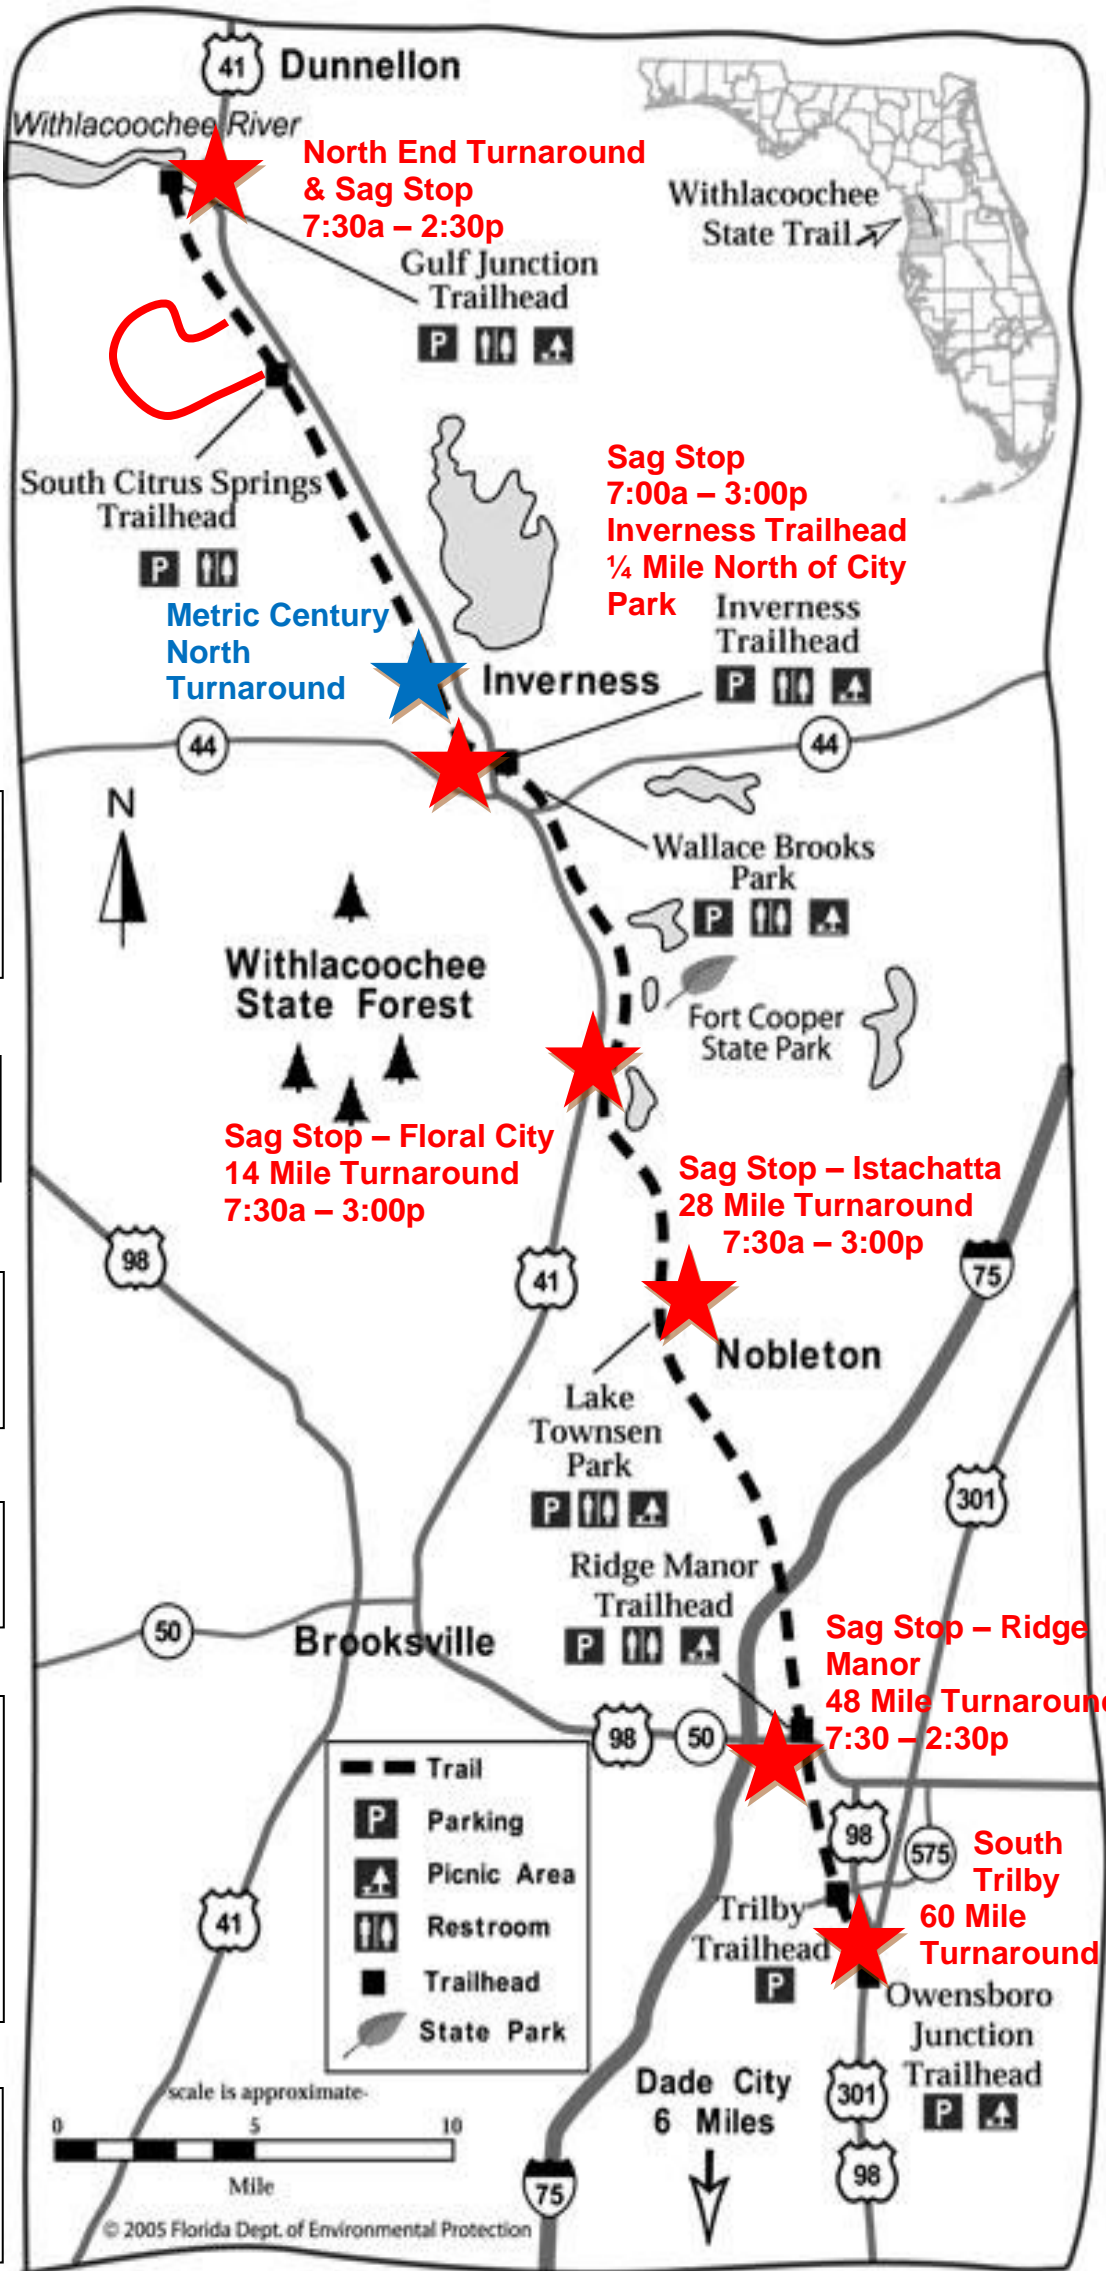 41
Dunnellon
Withlacoochee River
North End Turnaround
& Sag Stop
7:30a – 2:30p
Withlacoochee
State Trail
Gulf Junction
Trailhead
P
South Citrus Springs
Trailhead
P
Sag Stop
7:00a – 3:00p
Inverness Trailhead
¼ Mile North of City
Park
Inverness
Trailhead
P
Metric Century
North
Turnaround
Inverness
44
44
N
Wallace Brooks
Park
P
Withlacoochee
State Forest
Fort Cooper
State Park
Sag Stop – Floral City
14 Mile Turnaround
7:30a – 3:00p
Sag Stop – Istachatta
28 Mile Turnaround
7:30a – 3:00p
98
41
75
Nobleton
Lake
Townsen
Park
P
301
Ridge Manor
Trailhead
P
50
Brooksville
Sag Stop – Ridge
Manor
48 Mile Turnaround
7:30 – 2:30p
98
50
Trail
P
Parking
Picnic Area
Restroom
Trailhead
State Park
98
575
South
Trilby
60 Mile
Turnaround
41
Trilby
Trailhead
P
Owensboro
Junction
Trailhead
P
Dade City
6 Miles
301
98
75
scale is approximate-
0
5
10
Mile
© 2005 Florida Dept. of Environmental Protection